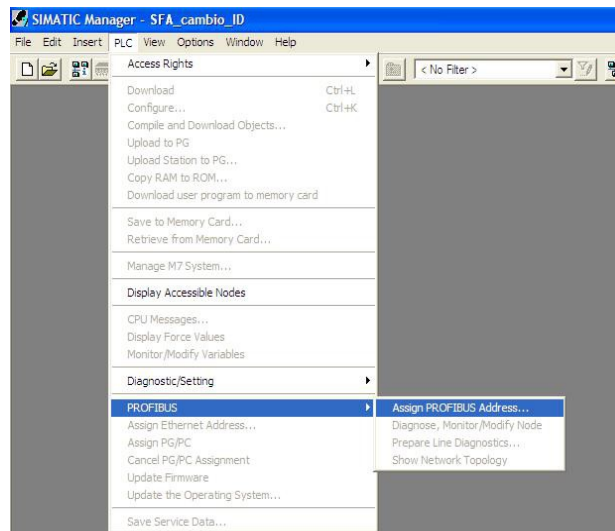 SIMATIC Manager - SFA_cambio_ID
File Edit Insert PLC View Options Window Help
< No Filter >
Access Rights
Download Ctrl+L
Configure... Ctrl+K
Compile and Download Objects...
Upload to PG
Upload Station to PG...
Copy RAM to ROM...
Download user program to memory card
Save to Memory Card...
Retrieve from Memory Card...
Manage M7 System...
Display Accessible Nodes
CPU Messages...
Display Force Values
Monitor/Modify Variables
Diagnostic/Setting
PROFIBUS
Assign PROFIBUS Address...
Diagnose, Monitor/Modify Node
Prepare Line Diagnostics...
Show Network Topology
Assign Ethernet Address...
Assign PG/PC
Cancel PG/PC Assignment
Update Firmware
Update the Operating System...
Save Service Data...